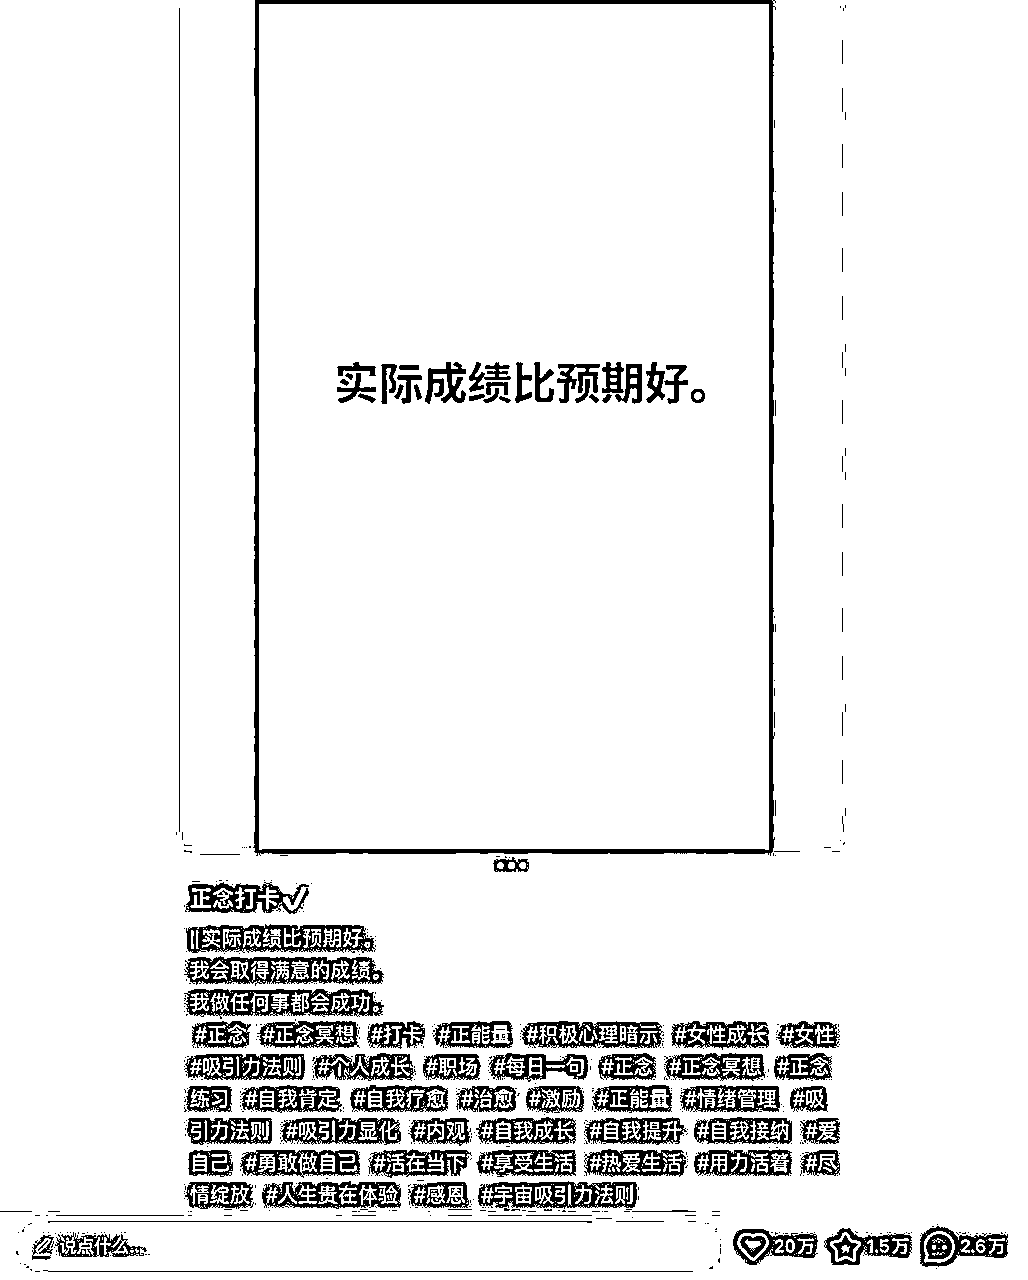 实际成绩比预期好。
正念打卡✓
||实际成绩比预期好。
我会取得满意的成绩。
我做任何事都会成功。
#正念 #正念冥想 #打卡 #正能量 #积极心理暗示 #女性成长 #女性
#吸引力法则 #个人成长 #职场 #每日一句 #正念 #正念冥想 #正念
练习 #自我肯定 #自我疗愈 #治愈 #激励 #正能量 #情绪管理 #吸
引力法则 #吸引力显化 #内观 #自我成长 #自我提升 #自我接纳 #爱
自己 #勇敢做自己 #活在当下 #享受生活 #热爱生活 #用力活着 #尽
情绽放 #人生贵在体验 #感恩 #宇宙吸引力法则
说点什么... 20万 1.5万 2.6万